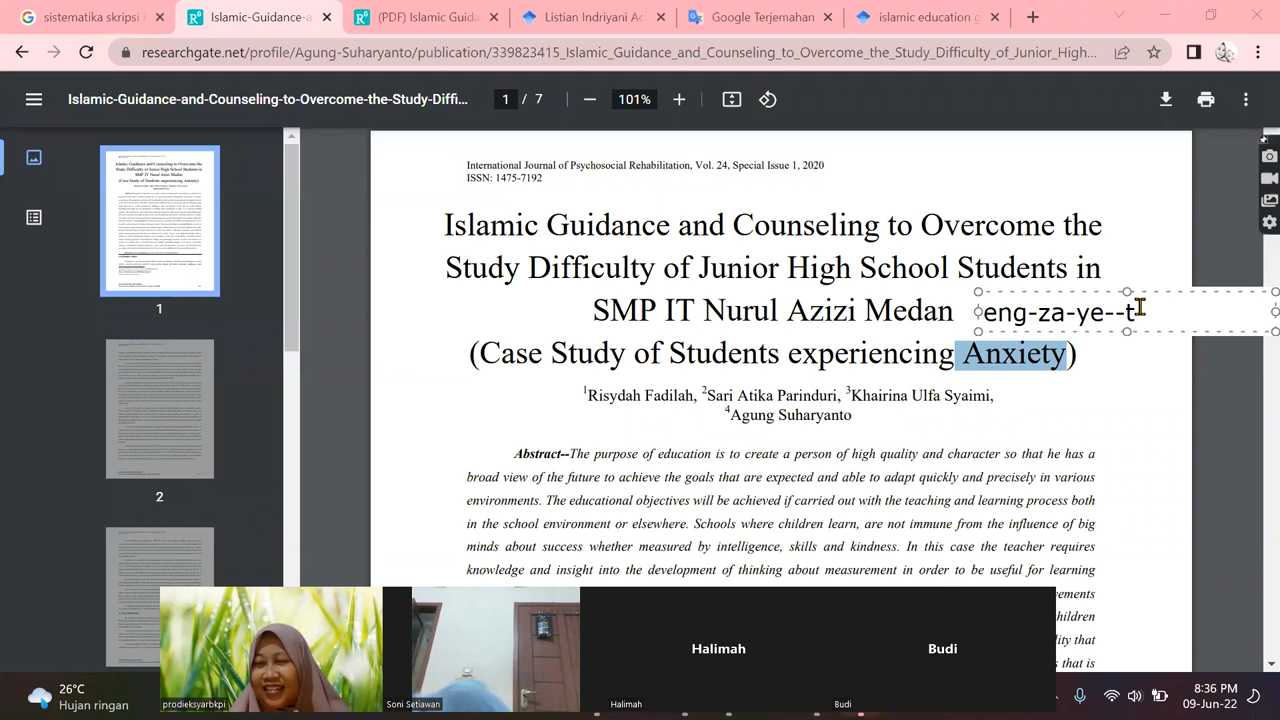 sistematika skripsi
Islamic-Guidance-a
(PDF) Islamic Guida
Listian Indriyani Ac
Google Terjemahan
islamic education g
researchgate.net/profile/Agung-Suharyanto/publication/339823415_Islamic_Guidance_and_Counseling_to_Overcome_the_Study_Difficulty_of_Junior_High...
Islamic-Guidance-and-Counseling-to-Overcome-the-Study-Diffi...
1 / 7
101%
1
2
International Journal of Psychosocial Rehabilitation, Vol. 24, Special Issue 1, 2020
ISSN: 1475-7192
Islamic Guidance and Counseling to Overcome the
Study Difficulty of Junior High School Students in
SMP IT Nurul Azizi Medan
eng-za-ye--t
(Case Study of Students experiencing Anxiety)
1Risydah Fadilah, 2Sari Atika Parinduri, 3Khairina Ulfa Syaimi,
4Agung Suharyanto
Abstract--The purpose of education is to create a person of high quality and character so that he has a
broad view of the future to achieve the goals that are expected and able to adapt quickly and precisely in various
environments. The educational objectives will be achieved if carried out with the teaching and learning process both
in the school environment or elsewhere. Schools where children learn, are not immune from the influence of big
minds about success whether measured by intelligence, skills and kindness. In this case the teacher requires
knowledge and insight into the development of thinking about measurement in order to be useful for learning
ements
children
lity that
s that is
prodieksyarbkpi
Soni Setiawan
Halimah
Halimah
Budi
Budi
26°C
Hujan ringan
8:36 PM
09-Jun-22